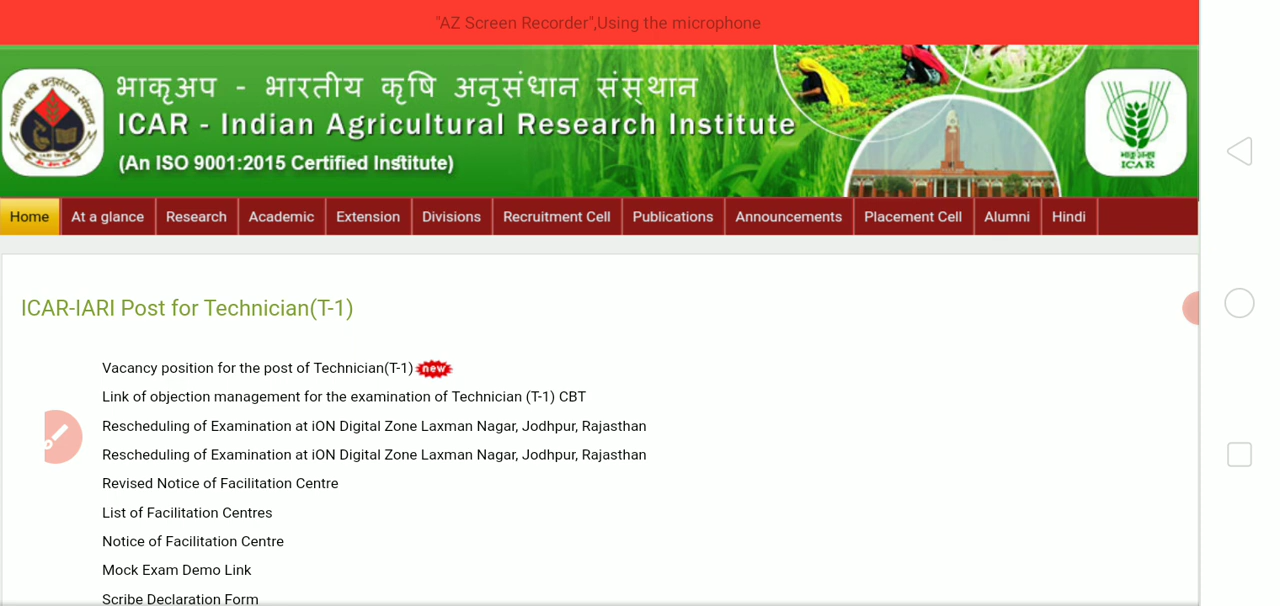 "AZ Screen Recorder",Using the microphone
भाकृअप - भारतीय कृषि अनुसंधान संस्थान
ICAR - Indian Agricultural Research Institute
(An ISO 9001:2015 Certified Institute)
भाकृअनुप
ICAR
Home At a glance Research Academic Extension Divisions Recruitment Cell Publications Announcements Placement Cell Alumni Hindi
ICAR-IARI Post for Technician(T-1)
Vacancy position for the post of Technician(T-1) new
Link of objection management for the examination of Technician (T-1) CBT
Rescheduling of Examination at iON Digital Zone Laxman Nagar, Jodhpur, Rajasthan
Rescheduling of Examination at iON Digital Zone Laxman Nagar, Jodhpur, Rajasthan
Revised Notice of Facilitation Centre
List of Facilitation Centres
Notice of Facilitation Centre
Mock Exam Demo Link
Scribe Declaration Form